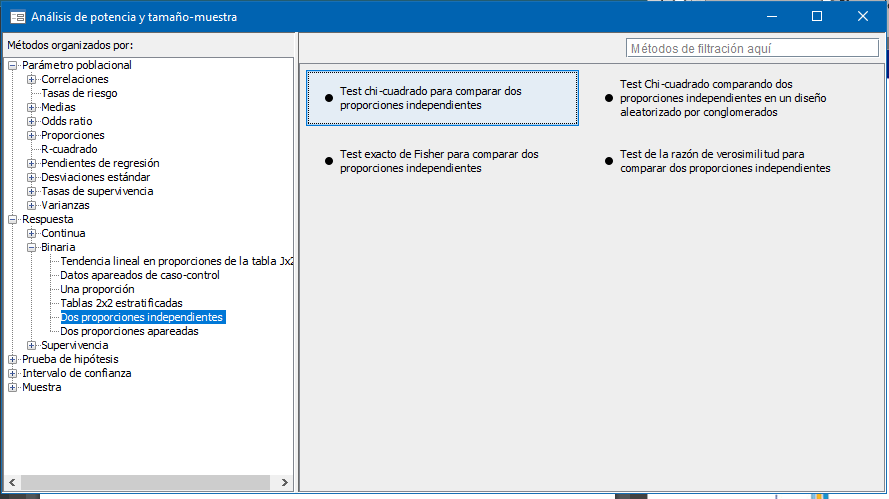 Análisis de potencia y tamaño-muestra
Métodos organizados por:
Métodos de filtración aquí
Parámetro poblacional
Correlaciones
Tasas de riesgo
Medias
Odds ratio
Proporciones
R-cuadrado
Pendientes de regresión
Desviaciones estándar
Tasas de supervivencia
Varianzas
Respuesta
Continua
Binaria
Tendencia lineal en proporciones de la tabla Jx2
Datos apareados de caso-control
Una proporción
Tablas 2x2 estratificadas
Dos proporciones independientes
Dos proporciones apareadas
Supervivencia
Prueba de hipótesis
Intervalo de confianza
Muestra
Test chi-cuadrado para comparar dos
proporciones independientes
Test Chi-cuadrado comparando dos
proporciones independientes en un diseño
aleatorizado por conglomerados
Test exacto de Fisher para comparar dos
proporciones independientes
Test de la razón de verosimilitud para
comparar dos proporciones independientes